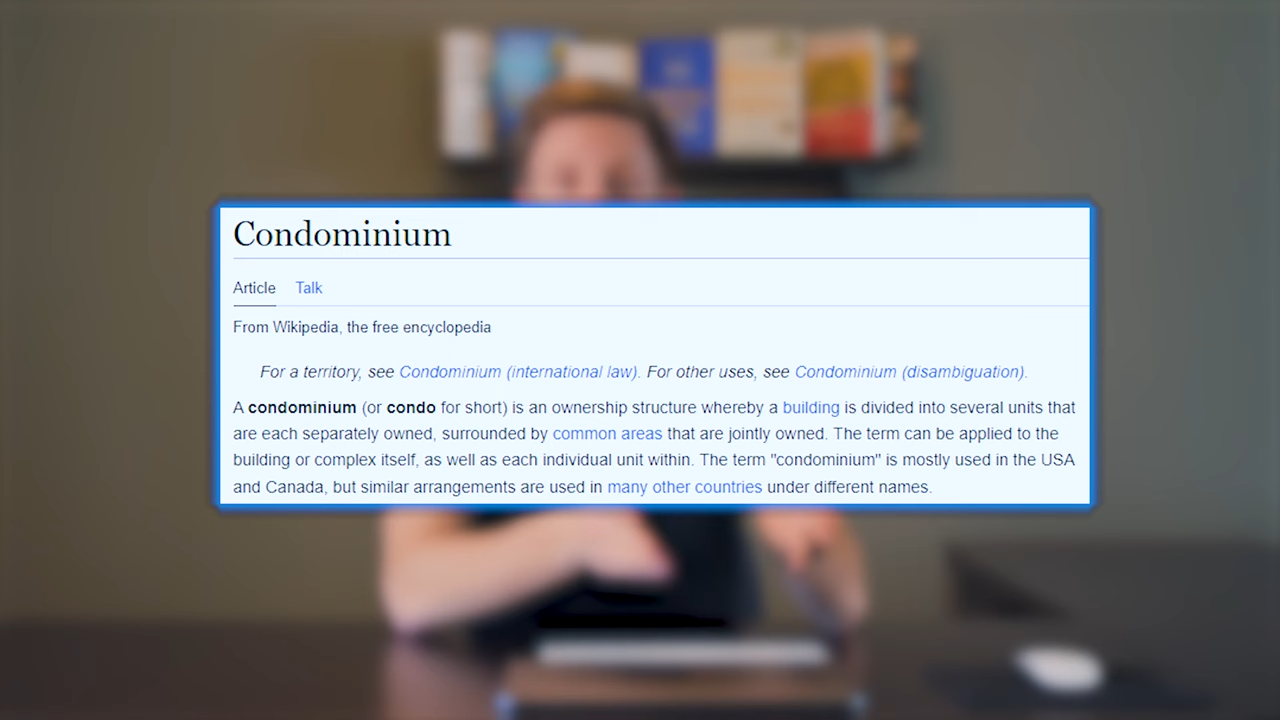 Condominium
Article Talk
From Wikipedia, the free encyclopedia
For a territory, see Condominium (international law). For other uses, see Condominium (disambiguation).
A condominium (or condo for short) is an ownership structure whereby a building is divided into several units that
are each separately owned, surrounded by common areas that are jointly owned. The term can be applied to the
building or complex itself, as well as each individual unit within. The term "condominium" is mostly used in the USA
and Canada, but similar arrangements are used in many other countries under different names.